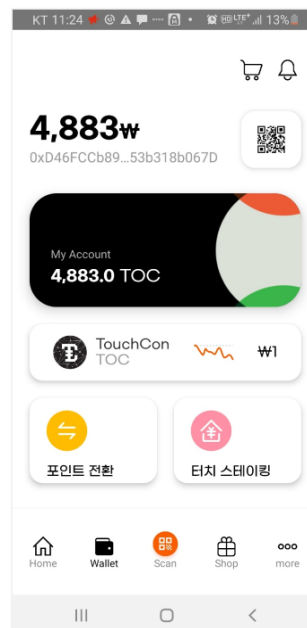 KT 11:24
HD LTE+ 13%
4,883₩
0xD46FCCb89...53b318b067D
My Account
4,883.0 TOC
TouchCon
TOC
₩1
포인트 전환
터치 스테이킹
Home Wallet Scan Shop more